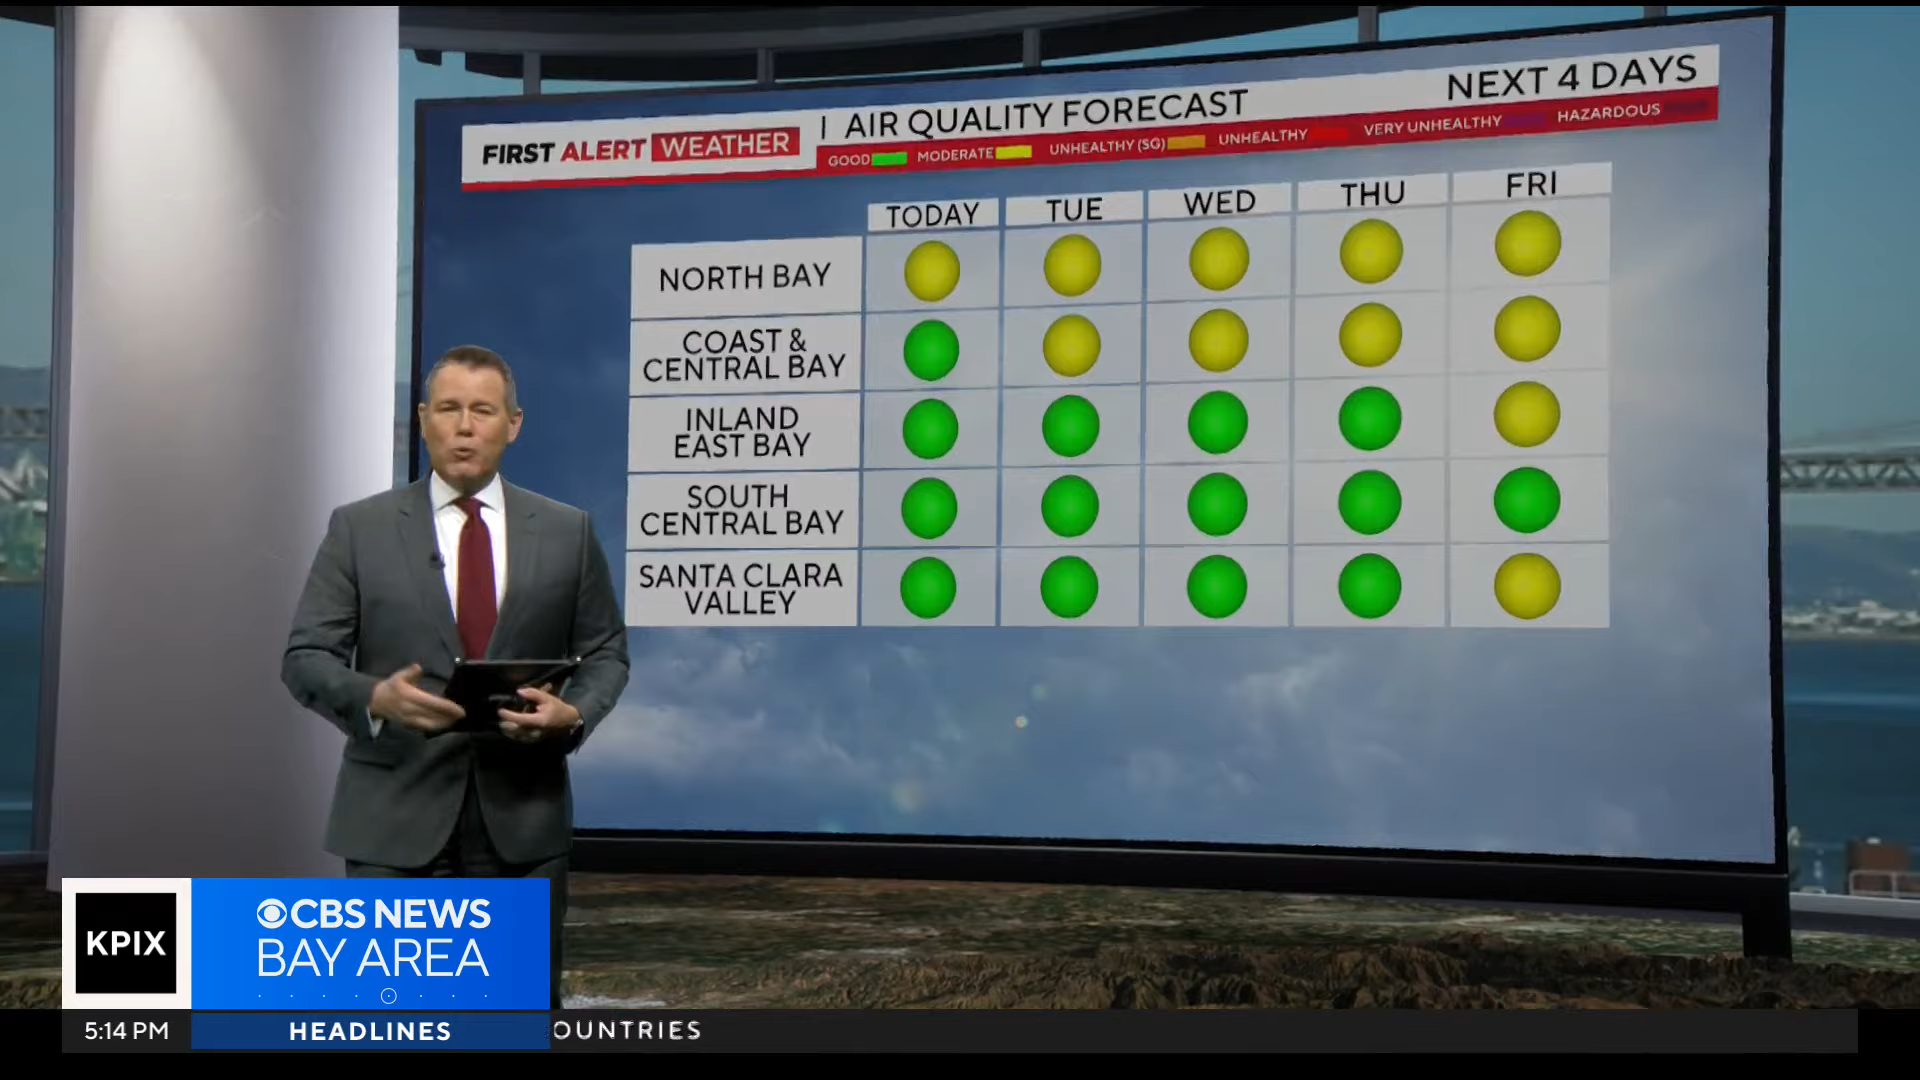 FIRST ALERT WEATHER
| AIR QUALITY FORECAST
NEXT 4 DAYS
GOOD MODERATE UNHEALTHY (SG) UNHEALTHY VERY UNHEALTHY HAZARDOUS
TODAY TUE WED THU FRI
NORTH BAY
COAST &
CENTRAL BAY
INLAND
EAST BAY
SOUTH
CENTRAL BAY
SANTA CLARA
VALLEY
KPIX
CBS NEWS
BAY AREA
5:14 PM
HEADLINES
OUNTRIES